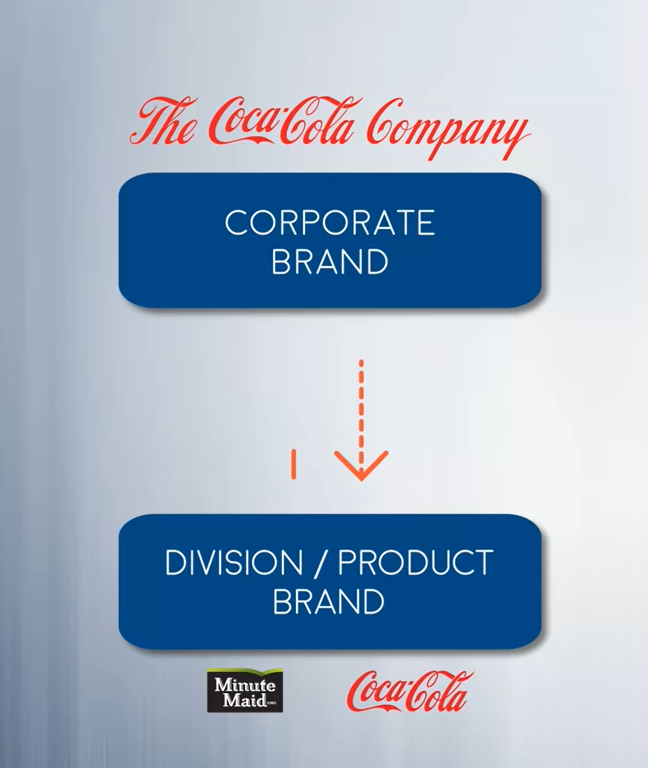 The Coca-Cola Company
CORPORATE
BRAND
DIVISION / PRODUCT
BRAND
Minute
Maid
Coca-Cola